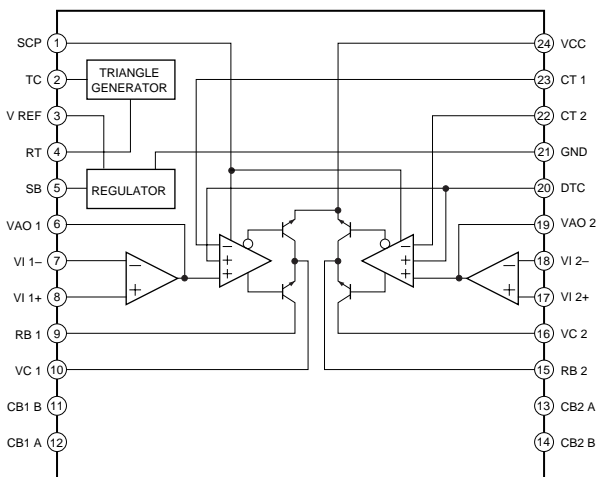 SCP 1
TC 2
V REF 3
RT 4
SB 5
VAO 1 6
VI 1− 7
VI 1+ 8
RB 1 9
VC 1 10
CB1 B 11
CB1 A 12
TRIANGLE
GENERATOR
REGULATOR
−
+
−
+
+
−
+
+
−
+
24 VCC
23 CT 1
22 CT 2
21 GND
20 DTC
19 VAO 2
18 VI 2−
17 VI 2+
16 VC 2
15 RB 2
13 CB2 A
14 CB2 B